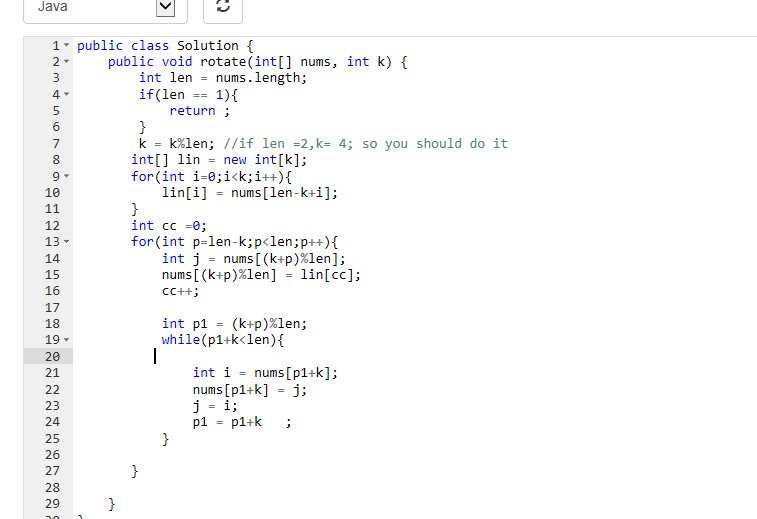 Java
1 public class Solution {
2 public void rotate(int[] nums, int k) {
3 int len = nums.length;
4 if(len == 1){
5 return ;
6 }
7 k = k%len; //if len =2,k= 4; so you should do it
8 int[] lin = new int[k];
9 for(int i=0;i<k;i++){
10 lin[i] = nums[len-k+i];
11 }
12 int cc =0;
13 for(int p=len-k;p<len;p++){
14 int j = nums[(k+p)%len];
15 nums[(k+p)%len] = lin[cc];
16 cc++;
17
18 int p1 = (k+p)%len;
19 while(p1+k<len){
20
21 int i = nums[p1+k];
22 nums[p1+k] = j;
23 j = i;
24 p1 = p1+k   ;
25 }
26
27 }
28
29 }